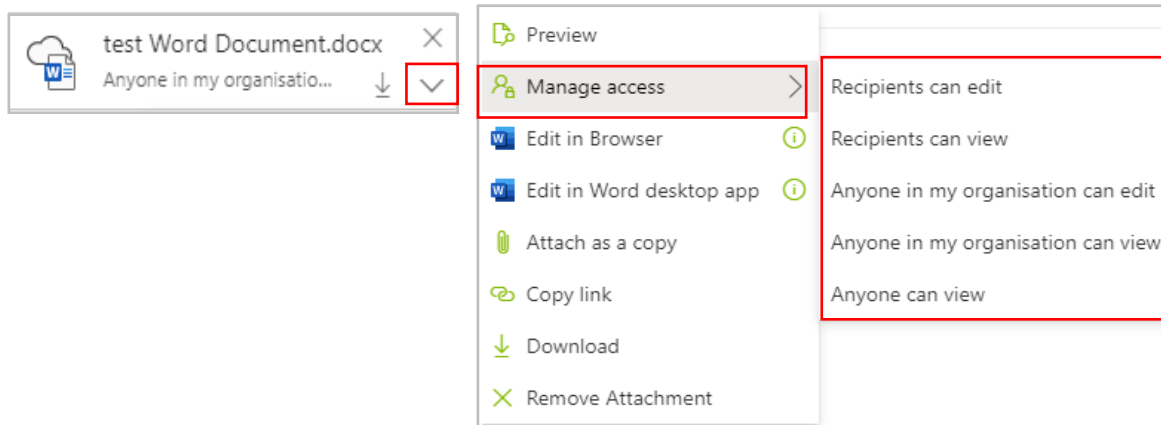 test Word Document.docx
Anyone in my organisatio...
Preview
Manage access
Edit in Browser
Edit in Word desktop app
Attach as a copy
Copy link
Download
Remove Attachment
Recipients can edit
Recipients can view
Anyone in my organisation can edit
Anyone in my organisation can view
Anyone can view